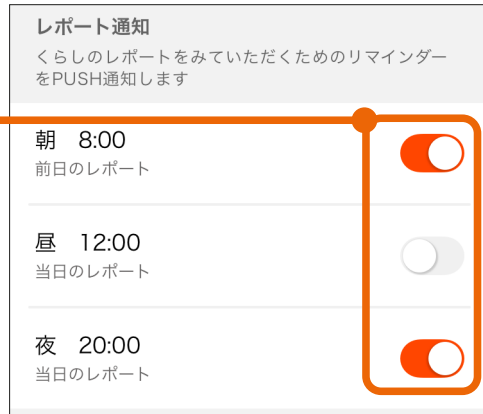 レポート通知
くらしのレポートをみていただくためのリマインダー
をPUSH通知します
朝　8:00
前日のレポート
昼　12:00
当日のレポート
夜　20:00
当日のレポート